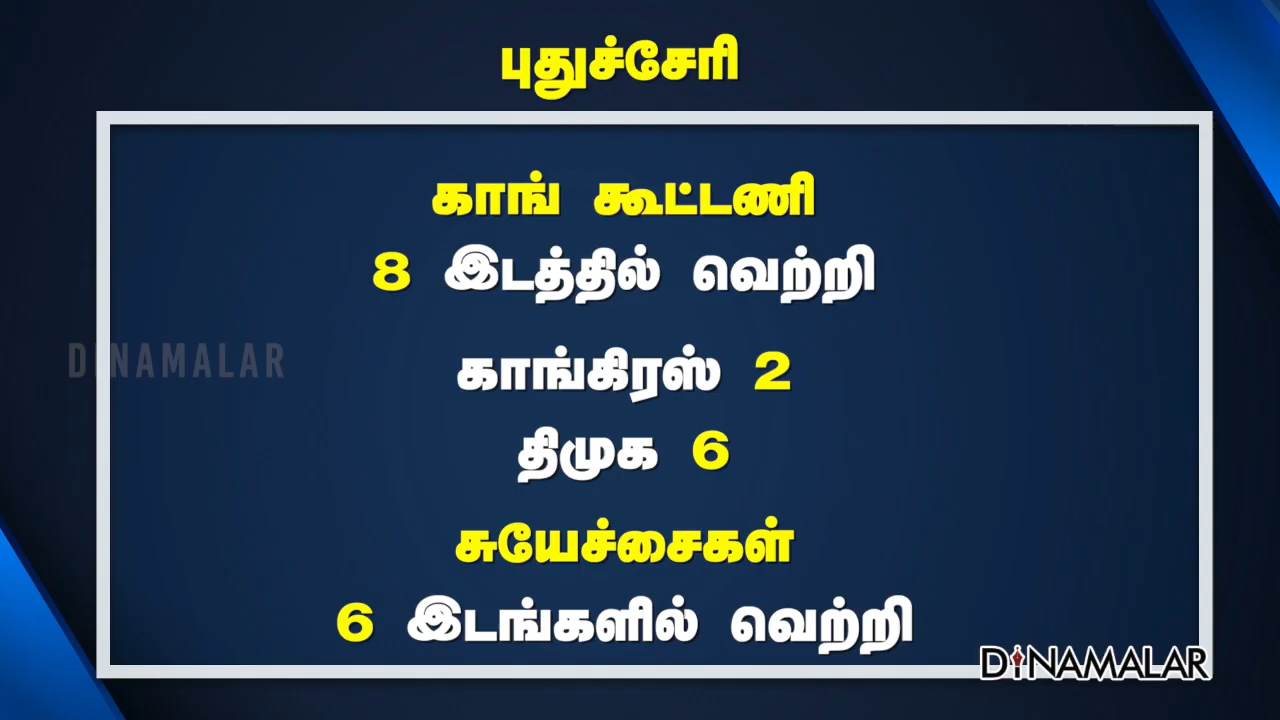 புதுச்சேரி
காங் கூட்டணி
8 இடத்தில் வெற்றி
DINAMALAR
காங்கிரஸ் 2
திமுக 6
சுயேச்சைகள்
6 இடங்களில் வெற்றி
DINAMALAR